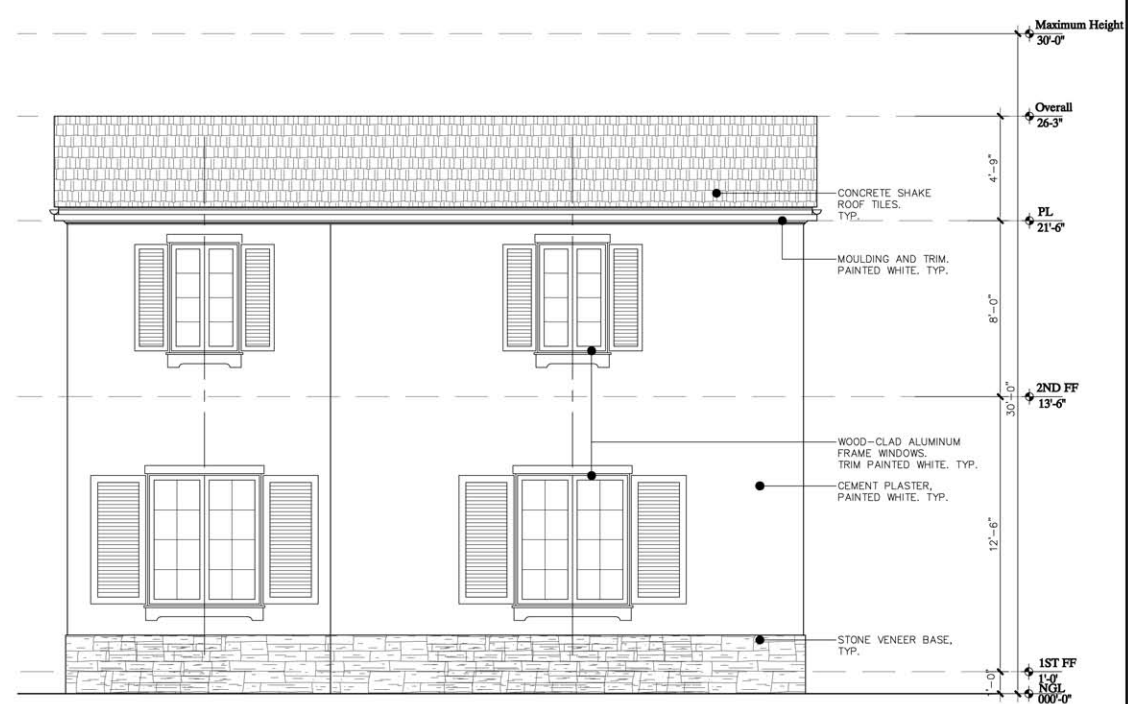 Maximum Height
30'-0"
Overall
26-3"
4'-9"
CONCRETE SHAKE
ROOF TILES.
TYP.
PL
21'-6"
MOULDING AND TRIM.
PAINTED WHITE. TYP.
8'-0"
2ND FF
13'-6"
30'-0"
WOOD-CLAD ALUMINUM
FRAME WINDOWS.
TRIM PAINTED WHITE. TYP.
CEMENT PLASTER,
PAINTED WHITE. TYP.
12'-6"
STONE VENEER BASE,
TYP.
1ST FF
1'-0'
1'-0"
NGL
000'-0"